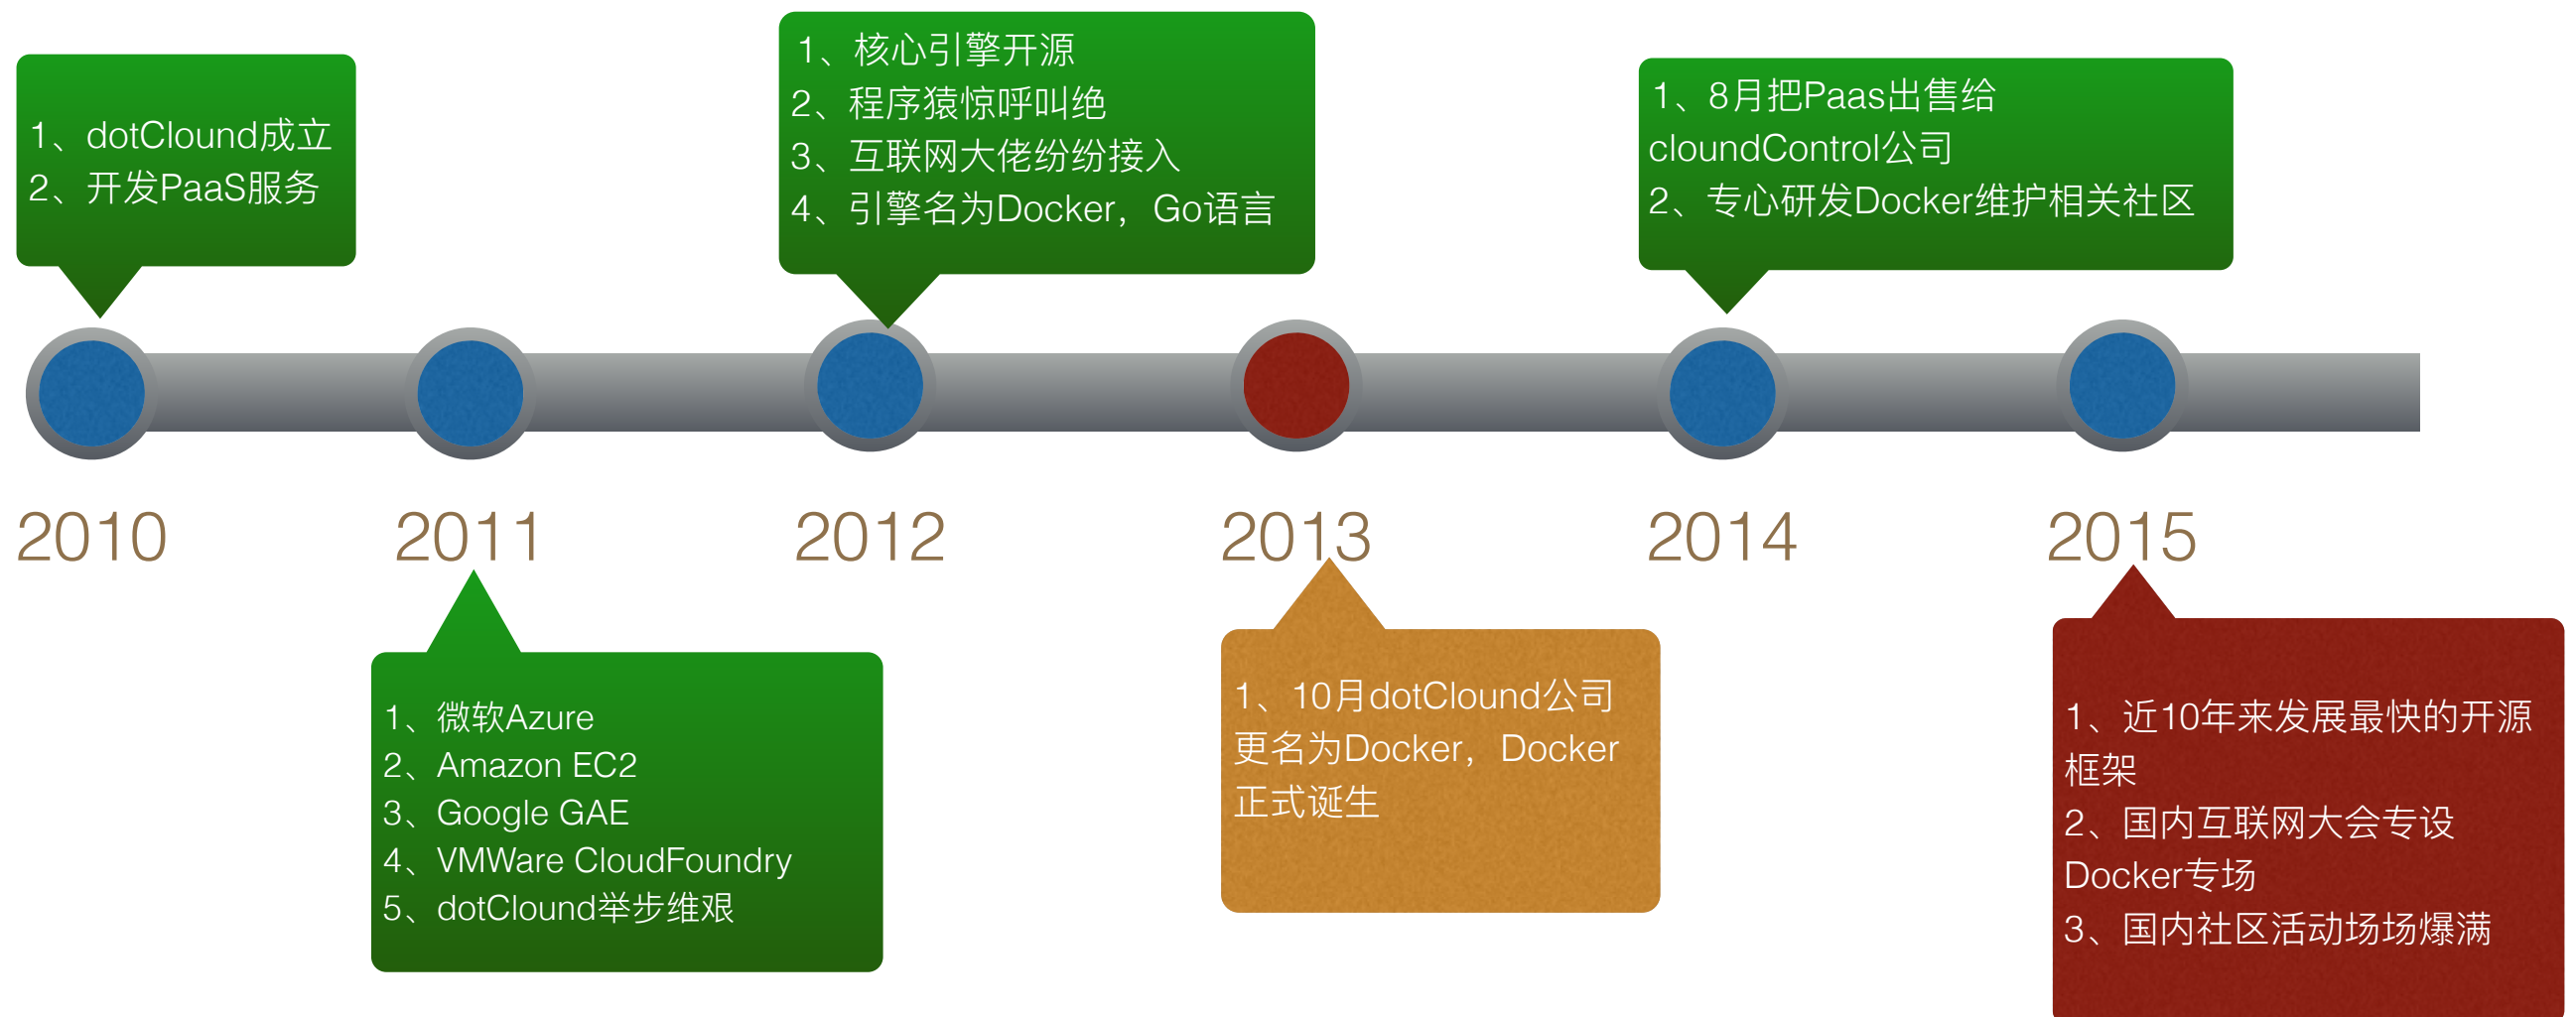 1、dotClound成立
2、开发PaaS服务
1、核心引擎开源
2、程序猿惊呼叫绝
3、互联网大佬纷纷接入
4、引擎名为Docker，Go语言
1、8月把Paas出售给
cloundControl公司
2、专心研发Docker维护相关社区
2010
2011
2012
2013
2014
2015
1、微软Azure
2、Amazon EC2
3、Google GAE
4、VMWare CloudFoundry
5、dotClound举步维艰
1、10月dotClound公司
更名为Docker，Docker
正式诞生
1、近10年来发展最快的开源
框架
2、国内互联网大会专设
Docker专场
3、国内社区活动场场爆满